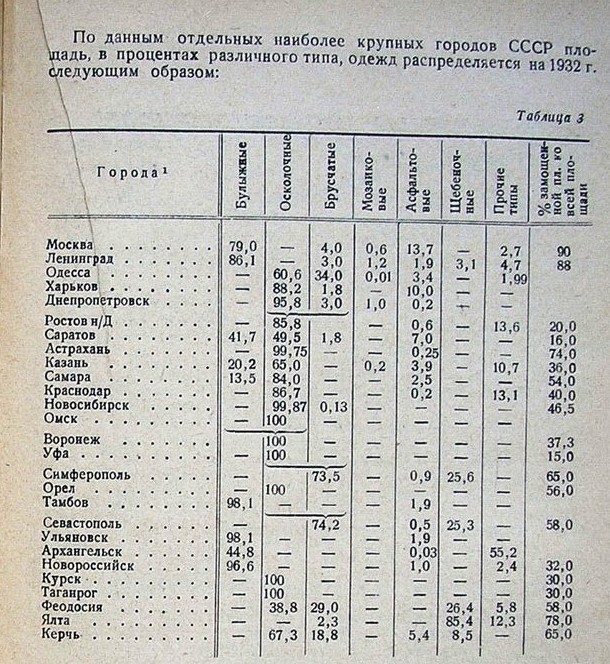 По данным отдельных наиболее крупных городов СССР пло-
щадь, в процентах различного типа, одежд распределяется на 1932 г.
следующим образом:
Таблица 3
Города¹ Булыжные Осколочные Брусчатые Мозаико-вые Асфальто-вые Щебеноч-ные Прочие типы % замощен-ной пл. ко всей пло-щади
Москва . . . . . . . 79,0 — 4,0 0,6 13,7 — 2,7 90
Ленинград . . . . . . 86,1 — 3,0 1,2 1,9 3,1 4,7 88
Одесса . . . . . . . — 60,6 34,0 0,01 3,4 — 1,99
Харьков . . . . . . . — 88,2 1,8 — 10,0 —
Днепропетровск . . . . — 95,8 3,0 1,0 0,2 —
Ростов н/Д . . . . . . — 85,8 — 0,6 — 13,6 20,0
Саратов . . . . . . . 41,7 49,5 1,8 — 7,0 — — 16,0
Астрахань . . . . . . — 99,75 — — 0,25 — — 74,0
Казань . . . . . . . 20,2 65,0 — 0,2 3,9 — 10,7 36,0
Самара . . . . . . . 13,5 84,0 — — 2,5 — — 54,0
Краснодар . . . . . . — 86,7 — — 0,2 — 13,1 40,0
Новосибирск . . . . . — 99,87 0,13 — — — — 46,5
Омск . . . . . . . . — 100 — — — — —
Воронеж . . . . . . . 100 — — — — — 37,3
Уфа . . . . . . . . — 100 — — — — — 15,0
Симферополь . . . . . — 73,5 — 0,9 25,6 — 65,0
Орел . . . . . . . . — 100 — — — — — 56,0
Тамбов . . . . . . . 98,1 — — — 1,9 — —
Севастополь . . . . . — 74,2 — 0,5 25,3 — 58,0
Ульяновск . . . . . . 98,1 — — — 1,9 — —
Архангельск . . . . . 44,8 — — — 0,03 — 55,2
Новороссийск . . . . . 96,6 — — — 1,0 — 2,4 32,0
Курск . . . . . . . . — 100 — — — — — 30,0
Таганрог . . . . . . — 100 — — — — — 30,0
Феодосия . . . . . . — 38,8 29,0 — — 26,4 5,8 58,0
Ялта . . . . . . . . — — 2,3 — — 85,4 12,3 78,0
Керчь . . . . . . . . — 67,3 18,8 — 5,4 8,5 — 65,0